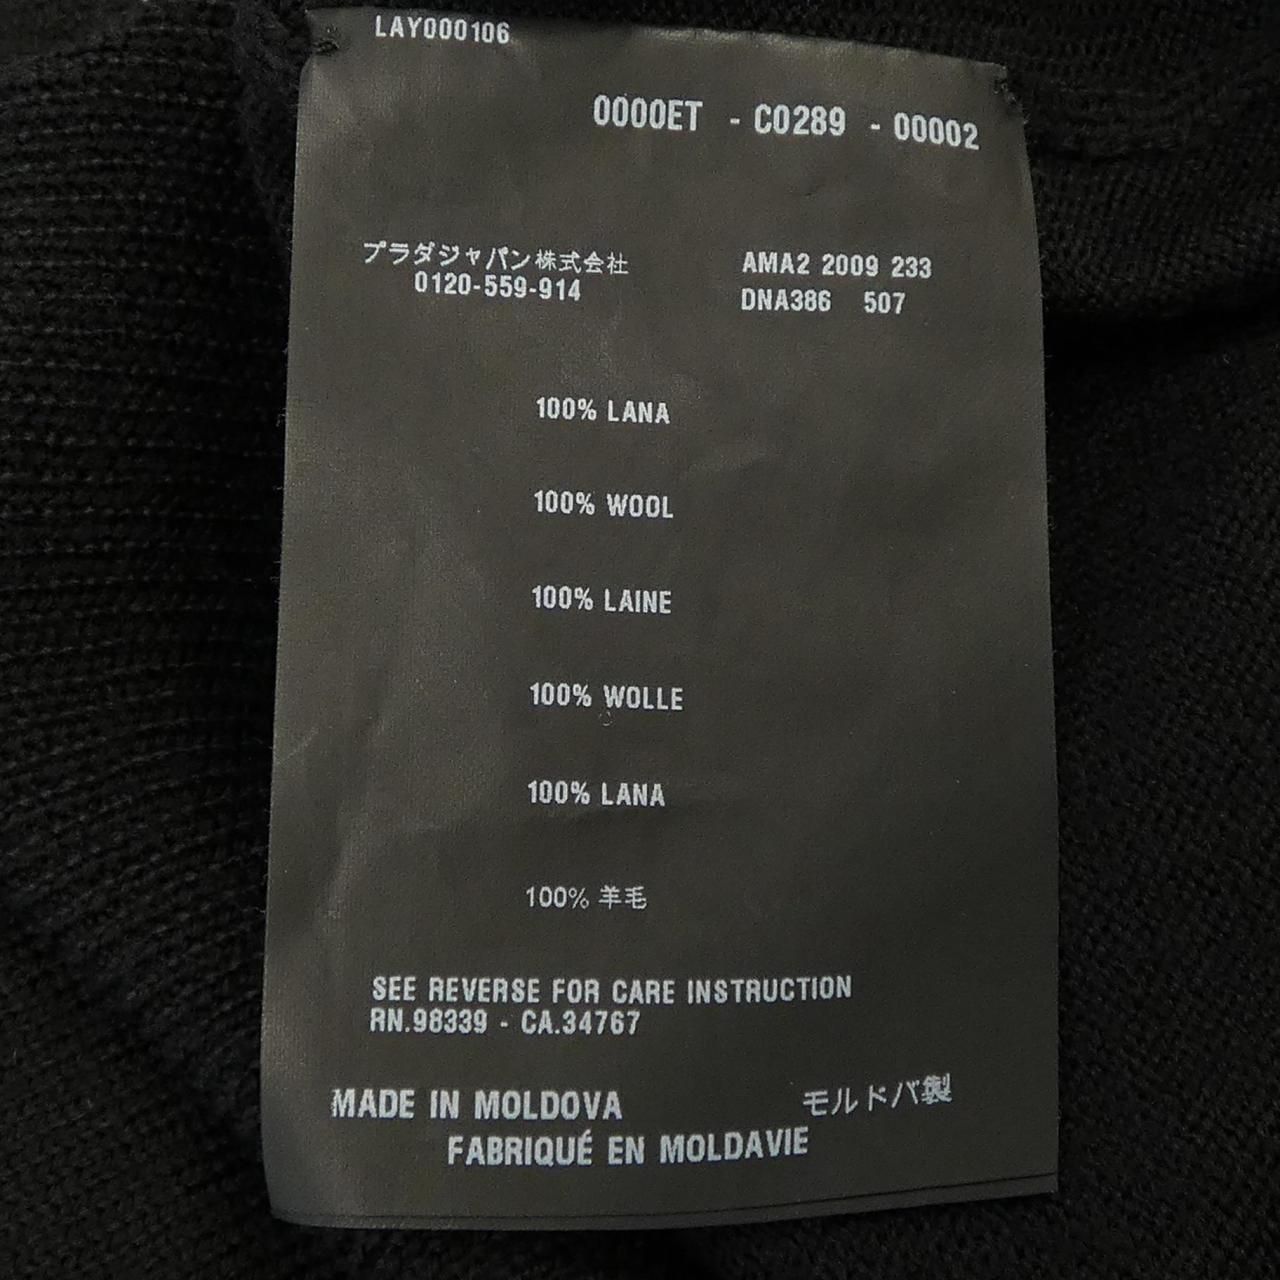 LAY000106
0000ET - C0289 - 00002
プラダジャパン株式会社
0120-559-914
AMA2 2009 233
DNA386 507
100% LANA
100% WOOL
100% LAINE
100% WOLLE
100% LANA
100% 羊毛
SEE REVERSE FOR CARE INSTRUCTION
RN.98339 - CA.34767
MADE IN MOLDOVA
モルドバ製
FABRIQUÉ EN MOLDAVIE